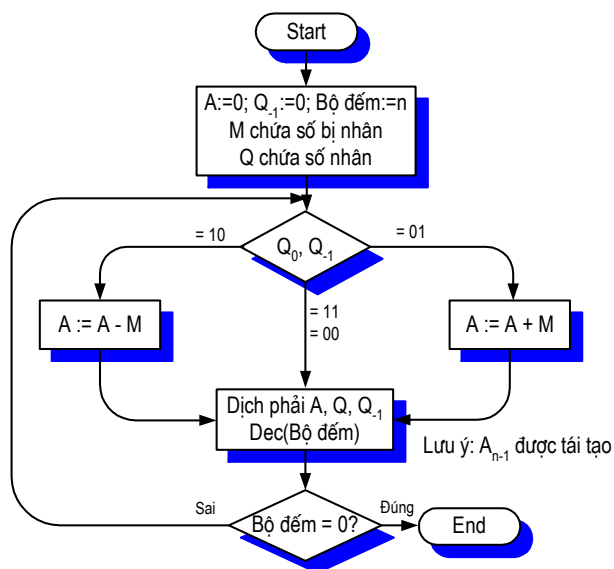 Start
A:=0; Q-1:=0; Bộ đếm:=n
M chứa số bị nhân
Q chứa số nhân
= 10
Q0, Q-1
= 01
A := A - M
= 11
= 00
A := A + M
Dịch phải A, Q, Q-1
Dec(Bộ đếm)
Lưu ý: An-1 được tái tạo
Sai
Bộ đếm = 0?
Đúng
End